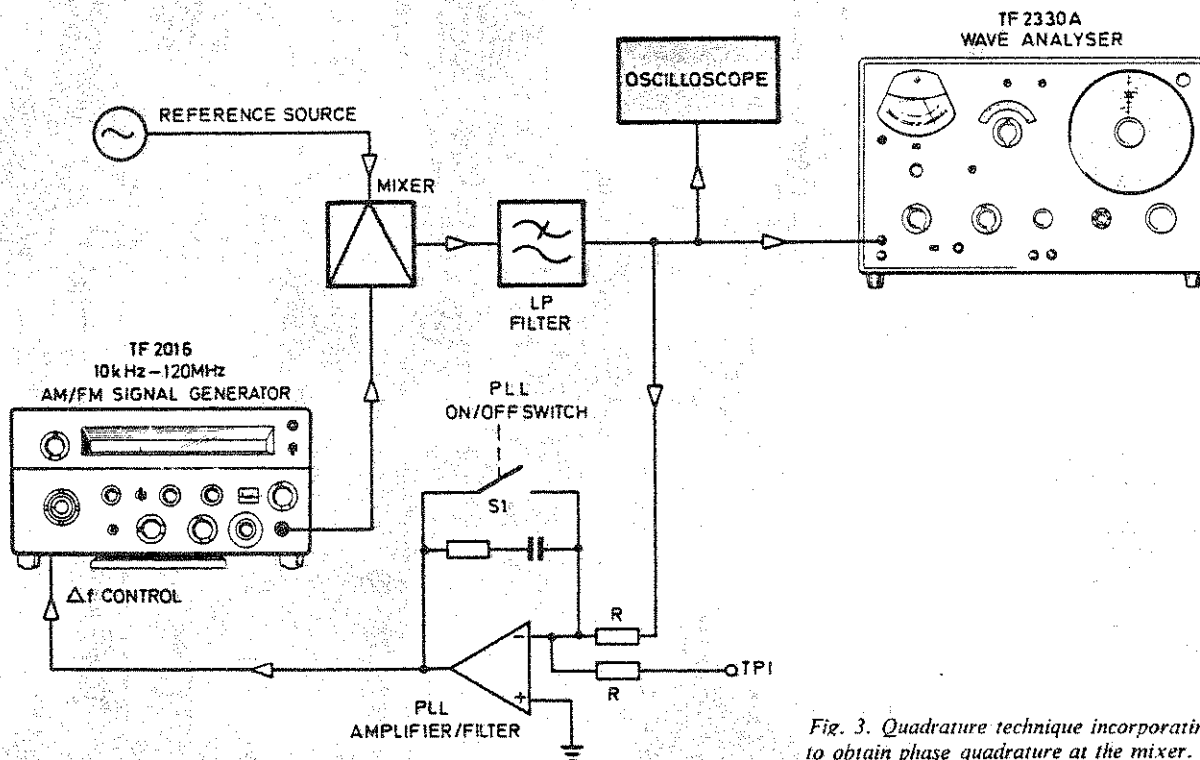 TF 2330A
WAVE ANALYSER
OSCILLOSCOPE
REFERENCE SOURCE
MIXER
LP
FILTER
TF 2016
10kHz–120MHz
AM/FM SIGNAL GENERATOR
PLL
ON/OFF SWITCH
S1
Δf CONTROL
R
R
TP1
–
+
PLL
AMPLIFIER/FILTER
Fig. 3. Quadrature technique
to obtain phase quadrature at the mixer.